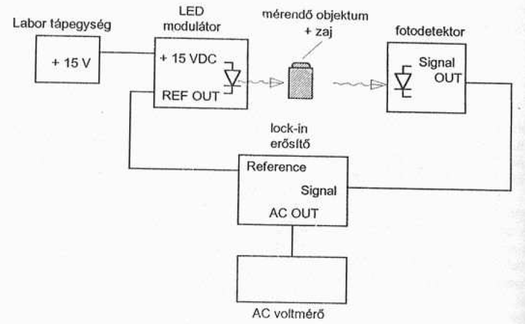 Labor tápegység
+ 15 V
LED
modulátor
+ 15 VDC
REF OUT
mérendő objektum
+ zaj
fotodetektor
Signal
OUT
lock-in
erősítő
Reference
Signal
AC OUT
AC voltmérő